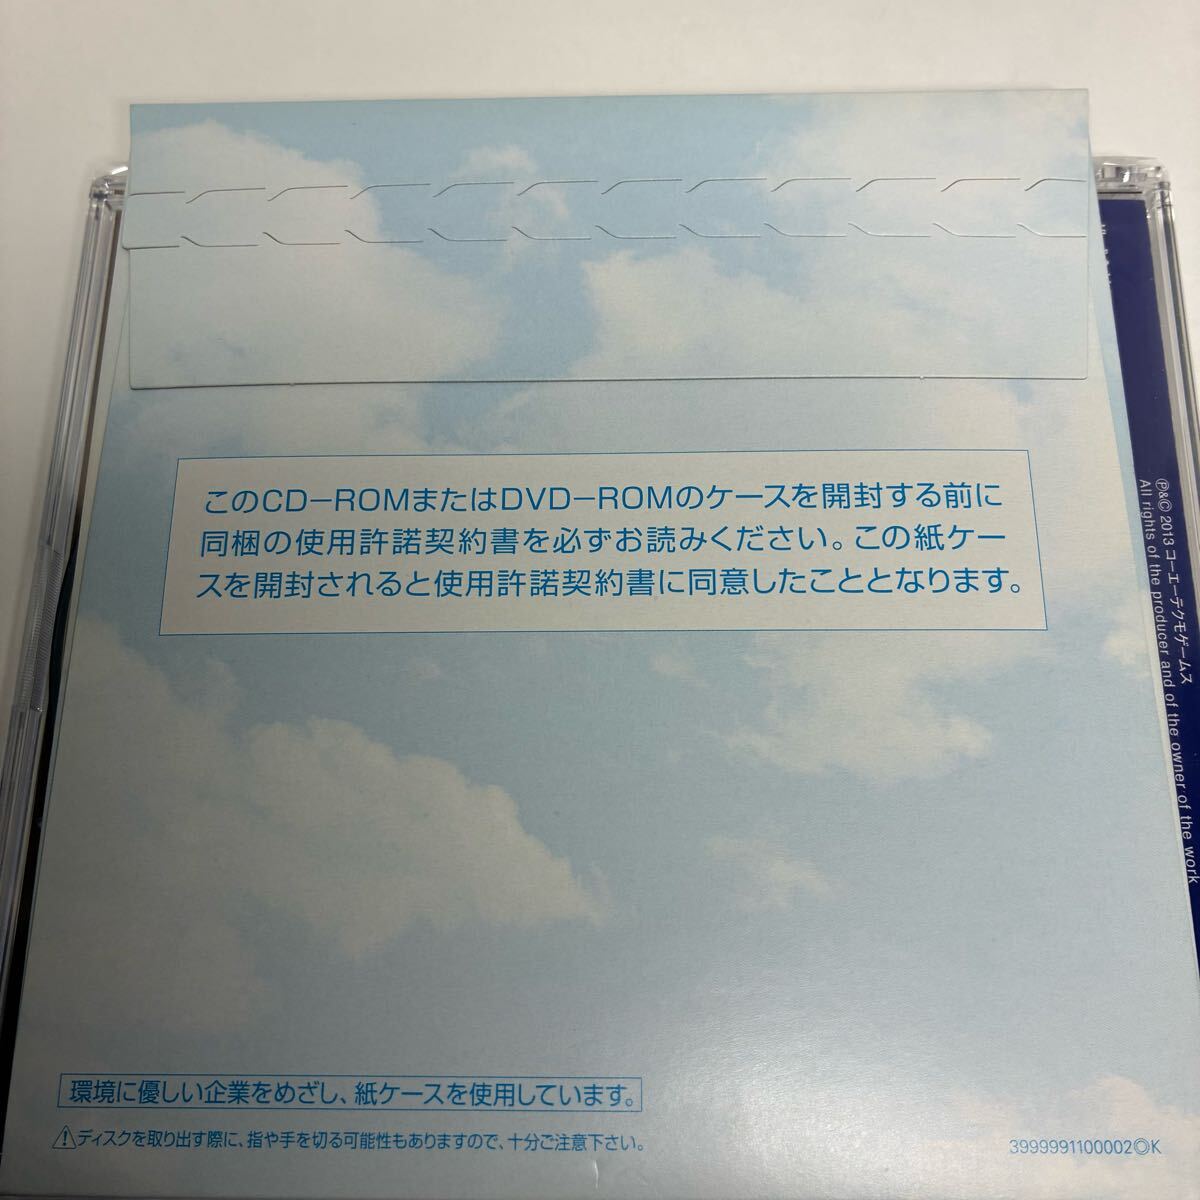 このCD-ROMまたはDVD-ROMのケースを開封する前に
同梱の使用許諾契約書を必ずお読みください。この紙ケー
スを開封されると使用許諾契約書に同意したこととなります。
℗&© 2013 コーエーテクモゲームス
All rights of the producer and of the owner of the work
環境に優しい企業をめざし、紙ケースを使用しています。
⚠ディスクを取り出す際に、指や手を切る可能性もありますので、十分ご注意下さい。
3999991100002◎K